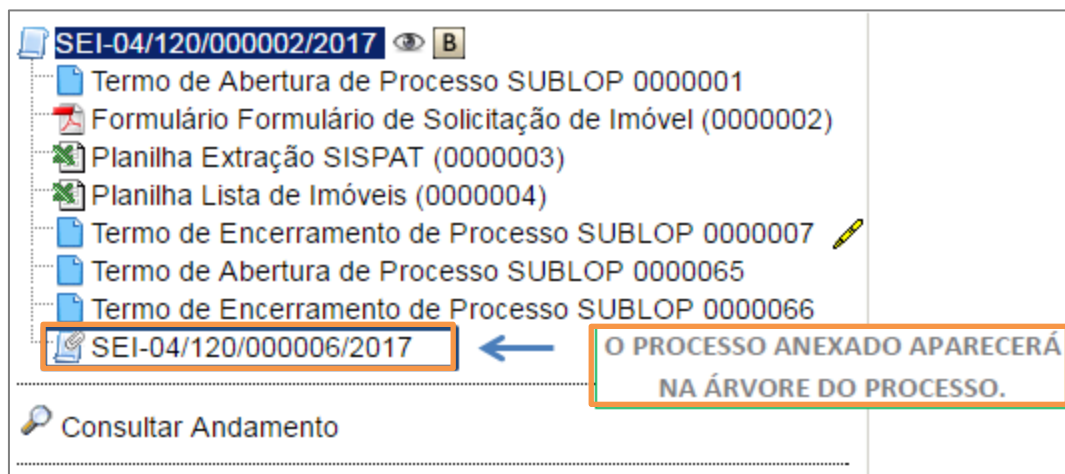 SEI-04/120/000002/2017 B
Termo de Abertura de Processo SUBLOP 0000001
Formulário Formulário de Solicitação de Imóvel (0000002)
Planilha Extração SISPAT (0000003)
Planilha Lista de Imóveis (0000004)
Termo de Encerramento de Processo SUBLOP 0000007
Termo de Abertura de Processo SUBLOP 0000065
Termo de Encerramento de Processo SUBLOP 0000066
SEI-04/120/000006/2017
O PROCESSO ANEXADO APARECERÁ
NA ÁRVORE DO PROCESSO.
Consultar Andamento